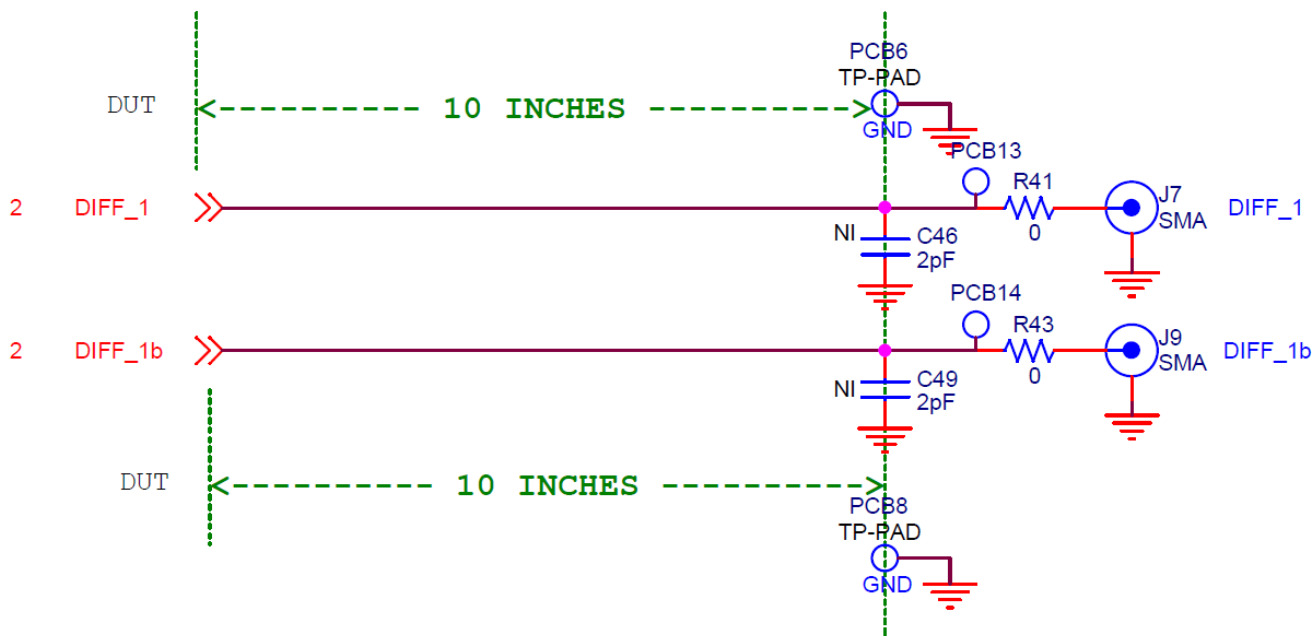 PCB6
TP-PAD
DUT
10 INCHES
GND
PCB13
R41
J7
2 DIFF_1
SMA
DIFF_1
NI
C46
0
2pF
PCB14
R43
J9
2 DIFF_1b
SMA
DIFF_1b
NI
C49
0
2pF
DUT
10 INCHES
PCB8
TP-PAD
GND